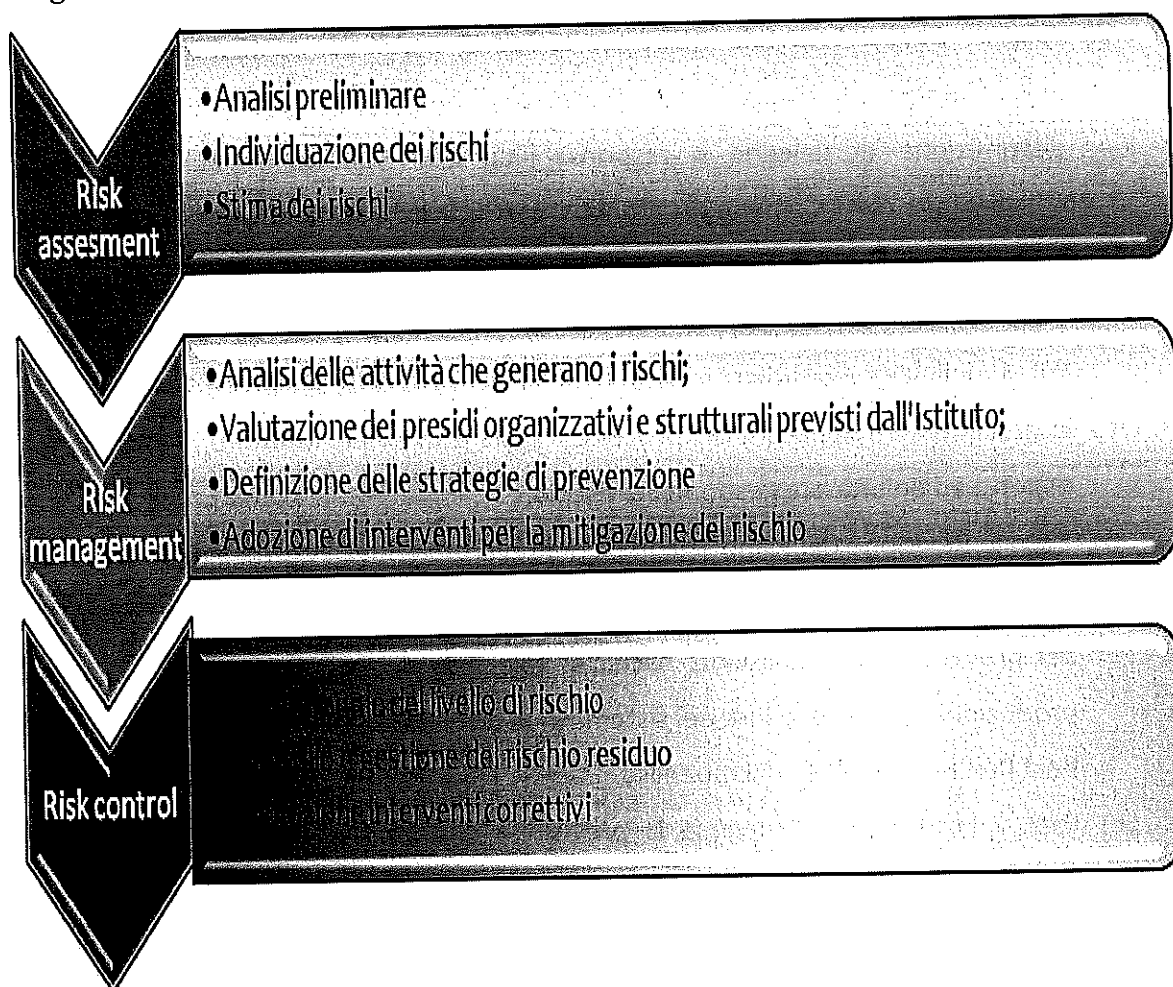 Risk
assesment
•Analisi preliminare
•Individuazione dei rischi
•Stima dei rischi
Risk
management
•Analisi delle attività che generano i rischi;
•Valutazione dei presidi organizzativi e strutturali previsti dall'Istituto;
•Definizione delle strategie di prevenzione
•Adozione di interventi per la mitigazione del rischio
Risk control
del livello di rischio
gestione del rischio residuo
interventi correttivi